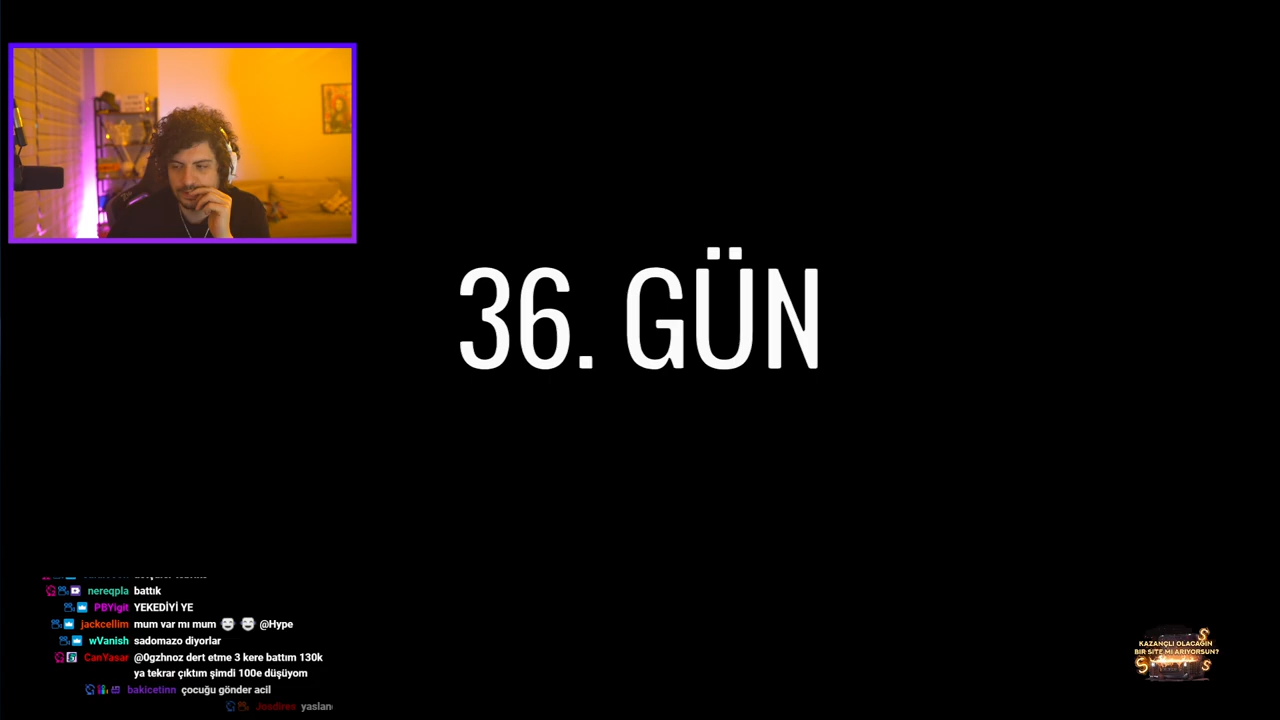 36. GÜN
nereqpla battık
PBYigit YEKEDİYİ YE
jackcellim mum var mı mum @Hype
wVanish sadomazo diyorlar
CanYasar @0gzhnoz dert etme 3 kere battım 130k
ya tekrar çıktım şimdi 100e düşüyom
bakicetinn çocuğu gönder acil
Josdires yaslan
KAZANÇLI OLACAĞIN
BİR SİTE Mİ ARIYORSUN?